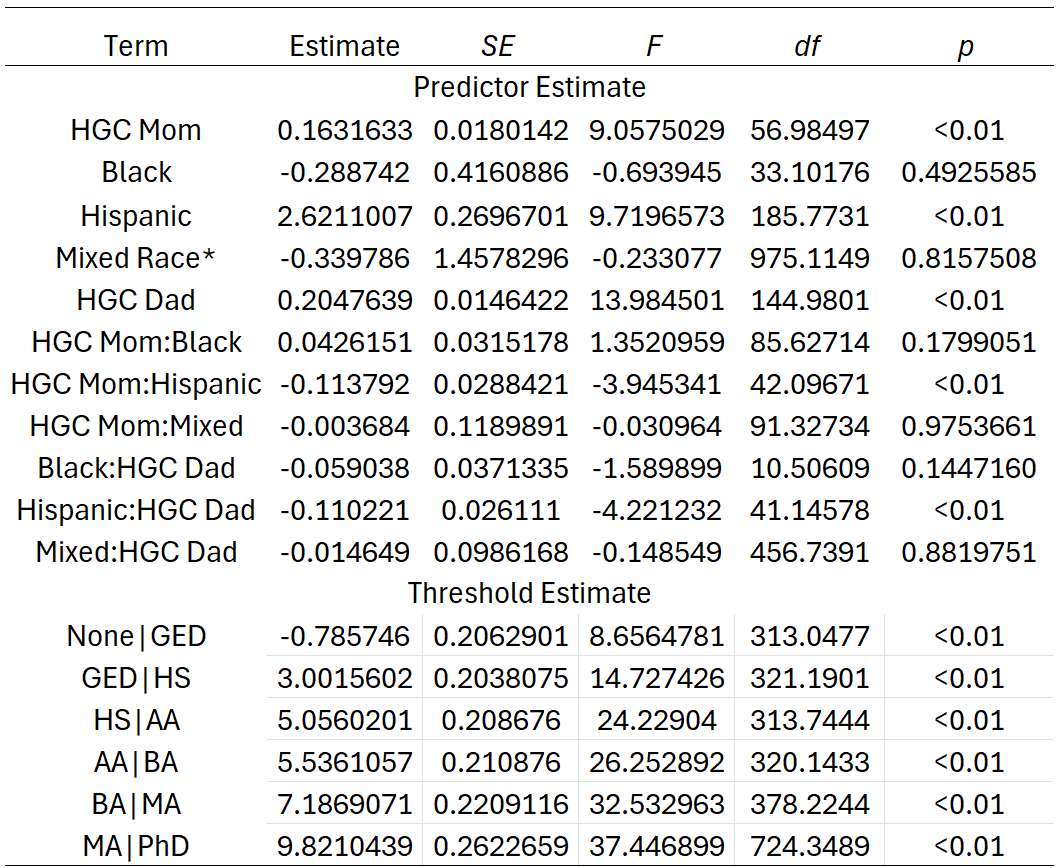 Term Estimate SE F df p
Predictor Estimate
HGC Mom 0.1631633 0.0180142 9.0575029 56.98497 <0.01
Black -0.288742 0.4160886 -0.693945 33.10176 0.4925585
Hispanic 2.6211007 0.2696701 9.7196573 185.7731 <0.01
Mixed Race* -0.339786 1.4578296 -0.233077 975.1149 0.8157508
HGC Dad 0.2047639 0.0146422 13.984501 144.9801 <0.01
HGC Mom:Black 0.0426151 0.0315178 1.3520959 85.62714 0.1799051
HGC Mom:Hispanic -0.113792 0.0288421 -3.945341 42.09671 <0.01
HGC Mom:Mixed -0.003684 0.1189891 -0.030964 91.32734 0.9753661
Black:HGC Dad -0.059038 0.0371335 -1.589899 10.50609 0.1447160
Hispanic:HGC Dad -0.110221 0.026111 -4.221232 41.14578 <0.01
Mixed:HGC Dad -0.014649 0.0986168 -0.148549 456.7391 0.8819751
Threshold Estimate
None|GED -0.785746 0.2062901 8.6564781 313.0477 <0.01
GED|HS 3.0015602 0.2038075 14.727426 321.1901 <0.01
HS|AA 5.0560201 0.208676 24.22904 313.7444 <0.01
AA|BA 5.5361057 0.210876 26.252892 320.1433 <0.01
BA|MA 7.1869071 0.2209116 32.532963 378.2244 <0.01
MA|PhD 9.8210439 0.2622659 37.446899 724.3489 <0.01